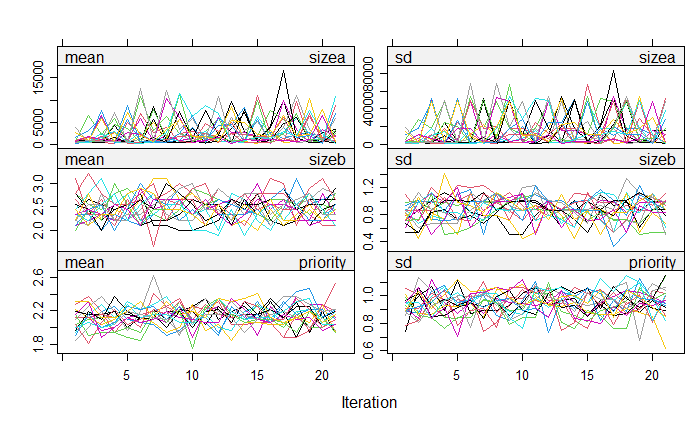 mean sizea
0 5000 15000
sd sizea
0 40000 80000
mean sizeb
2.0 2.5 3.0
sd sizeb
0.4 0.8 1.2
mean priority
1.8 2.2 2.6
sd priority
0.6 0.8 1.0
5 10 15 20
5 10 15 20
Iteration